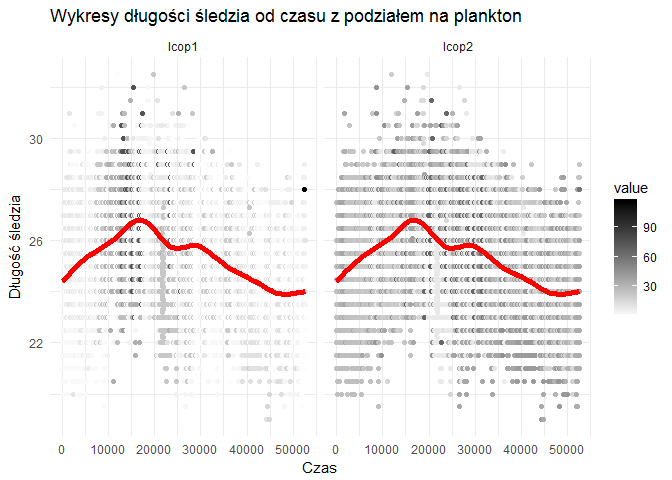 Wykresy długości śledzia od czasu z podziałem na plankton
lcop1
lcop2
Długość śledzia
30
26
22
0 10000 20000 30000 40000 50000
0 10000 20000 30000 40000 50000
Czas
value
90
60
30